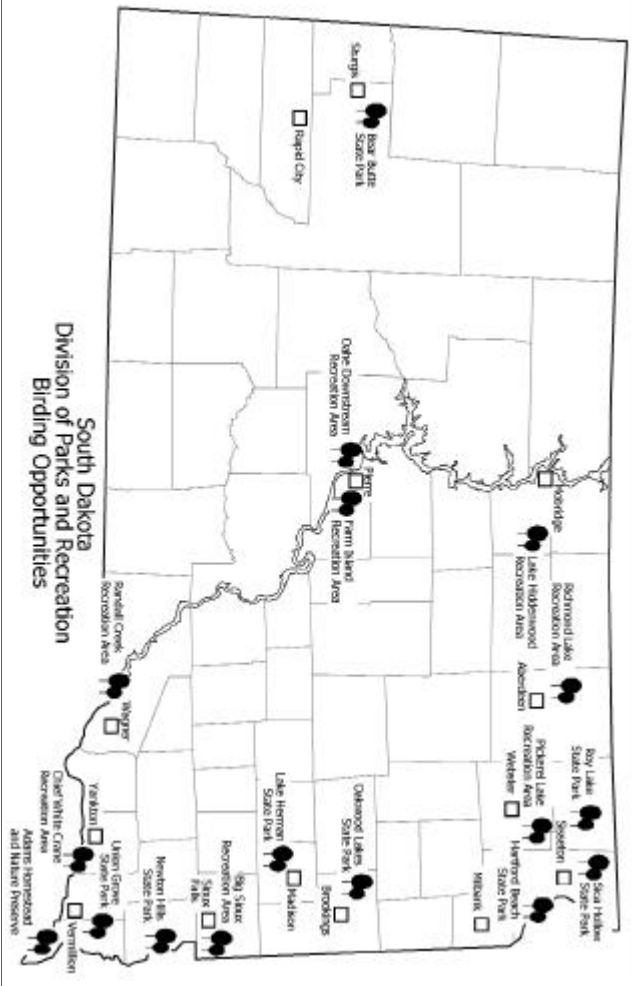 Sica Hollow
State Park
Roy Lake
State Park
Sisseton
Richmond Lake
Recreation Area
Mobridge
Lake Hiddenwood
Recreation Area
Aberdeen
Pickerel Lake
Recreation Area
Webster
Hartford Beach
State Park
Milbank
Bear Butte
State Park
Sturgis
Rapid City
Oahe Downstream
Recreation Area
Pierre
Farm Island
Recreation Area
Oakwood Lakes
State Park
Brookings
Lake Herman
State Park
Madison
Big Sioux
Recreation Area
Sioux
Falls
Newton Hills
State Park
Union Grove
State Park
Randall Creek
Recreation Area
Wagner
Yankton
Vermillion
Chief White Crane
Recreation Area
Adams Homestead
and Nature Preserve
South Dakota
Division of Parks and Recreation
Birding Opportunities